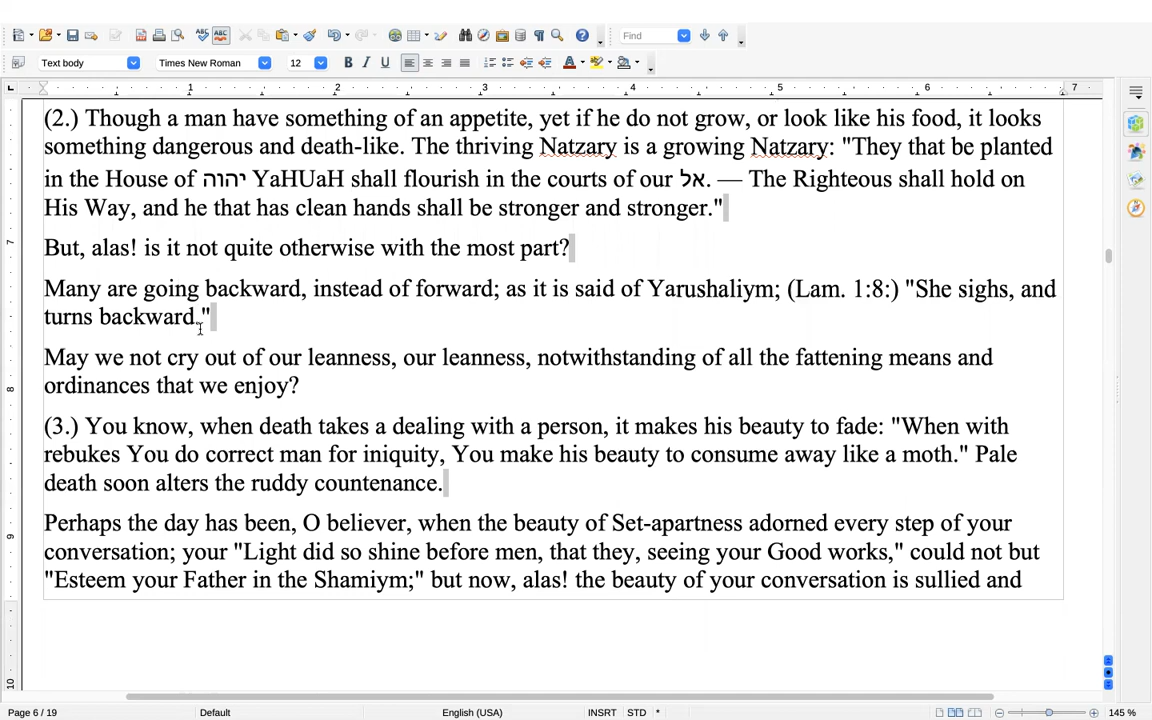 Find
Text body Times New Roman 12
1 1 2 3 4 5 6 7
(2.) Though a man have something of an appetite, yet if he do not grow, or look like his food, it looks
something dangerous and death-like. The thriving Natzary is a growing Natzary: "They that be planted
in the House of יהוה YaHUaH shall flourish in the courts of our אל. — The Righteous shall hold on
His Way, and he that has clean hands shall be stronger and stronger."
7
But, alas! is it not quite otherwise with the most part?
Many are going backward, instead of forward; as it is said of Yarushaliym; (Lam. 1:8:) "She sighs, and
turns backward."
May we not cry out of our leanness, our leanness, notwithstanding of all the fattening means and
8
ordinances that we enjoy?
(3.) You know, when death takes a dealing with a person, it makes his beauty to fade: "When with
rebukes You do correct man for iniquity, You make his beauty to consume away like a moth." Pale
death soon alters the ruddy countenance.
Perhaps the day has been, O believer, when the beauty of Set-apartness adorned every step of your
9
conversation; your "Light did so shine before men, that they, seeing your Good works," could not but
"Esteem your Father in the Shamiym;" but now, alas! the beauty of your conversation is sullied and
10
Page 6 / 19 Default English (USA) INSRT STD * 145 %